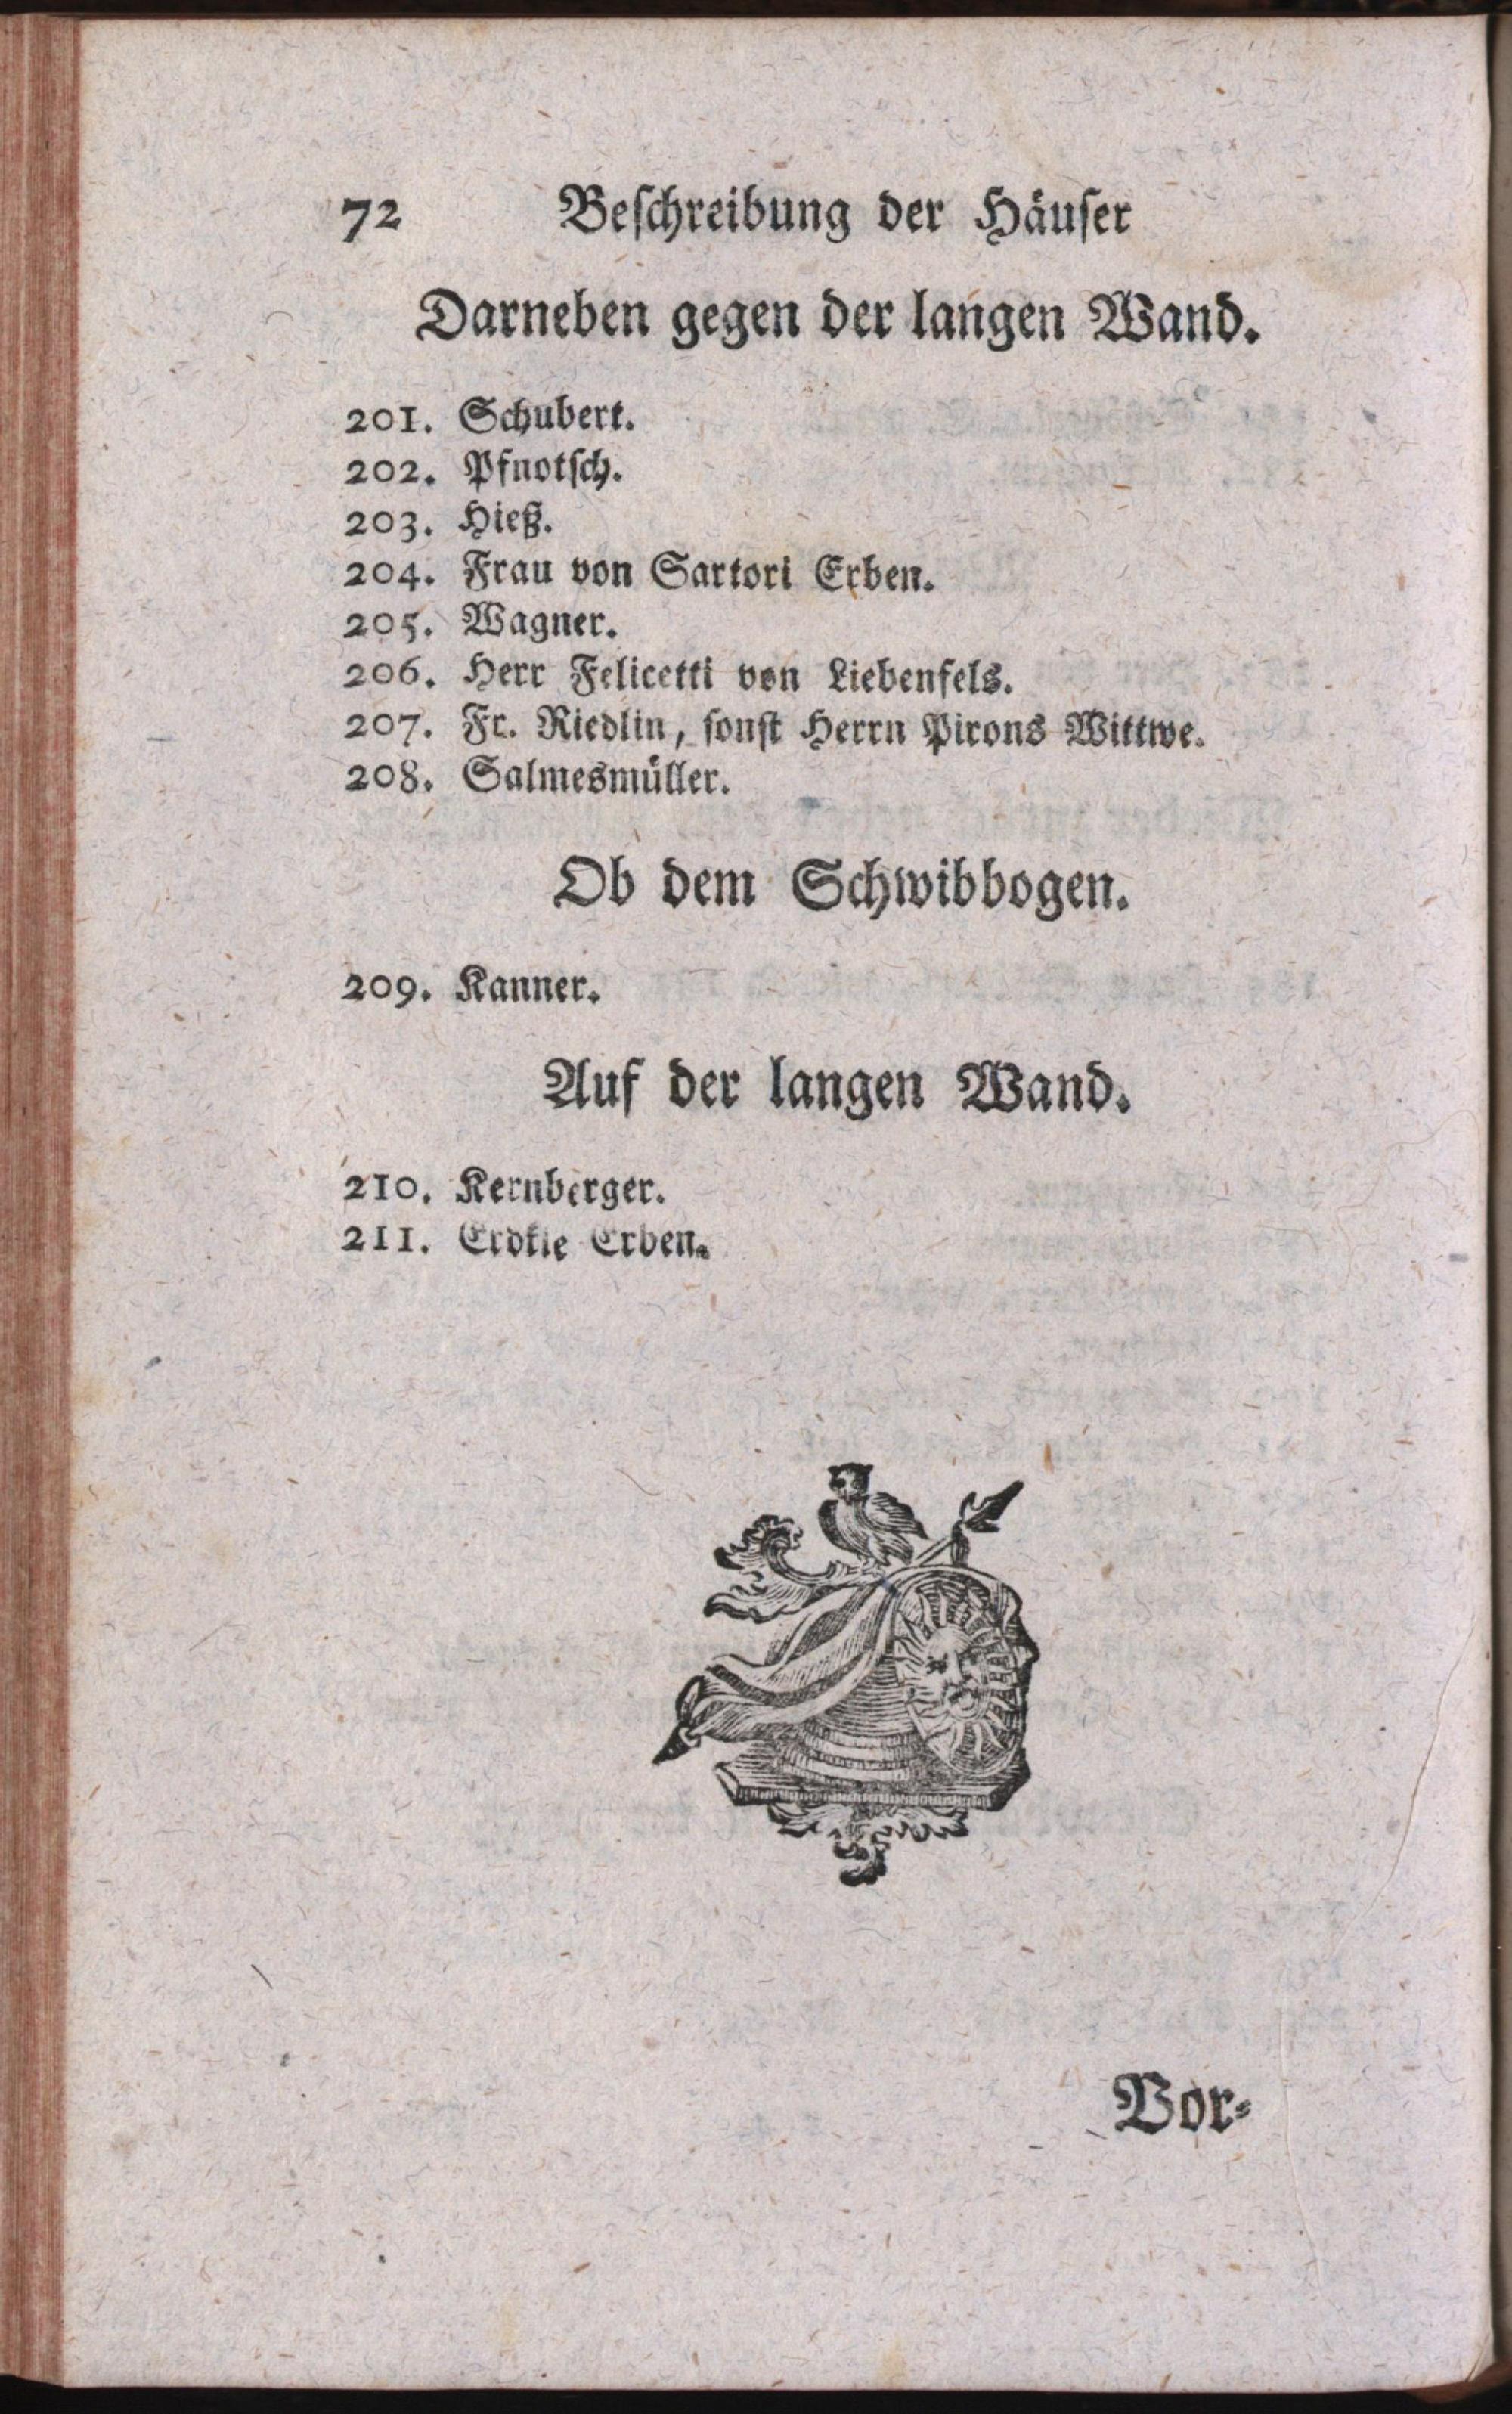 72 Beſchreibung der Häuſer
Darneben gegen der langen Wand.
201. Schubert.
202. Pfnotſch.
203. Hieß.
204. Frau von Sartori Erben.
205. Wagner.
206. Herr Felicetti von Liebenfels.
207. Fr. Riedlin, ſonſt Herrn Pirons Wittwe.
208. Salmesmüller.
Ob dem Schwibbogen.
209. Kanner.
Auf der langen Wand.
210. Kernberger.
211. Erdtle Erben.
Vor-